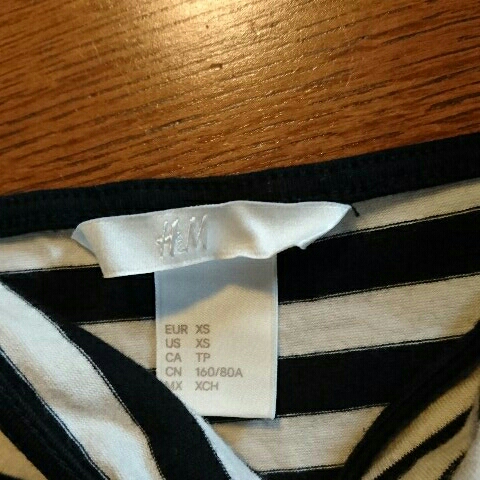 H&M
EUR XS
US XS
CA TP
CN 160/80A
MX XCH